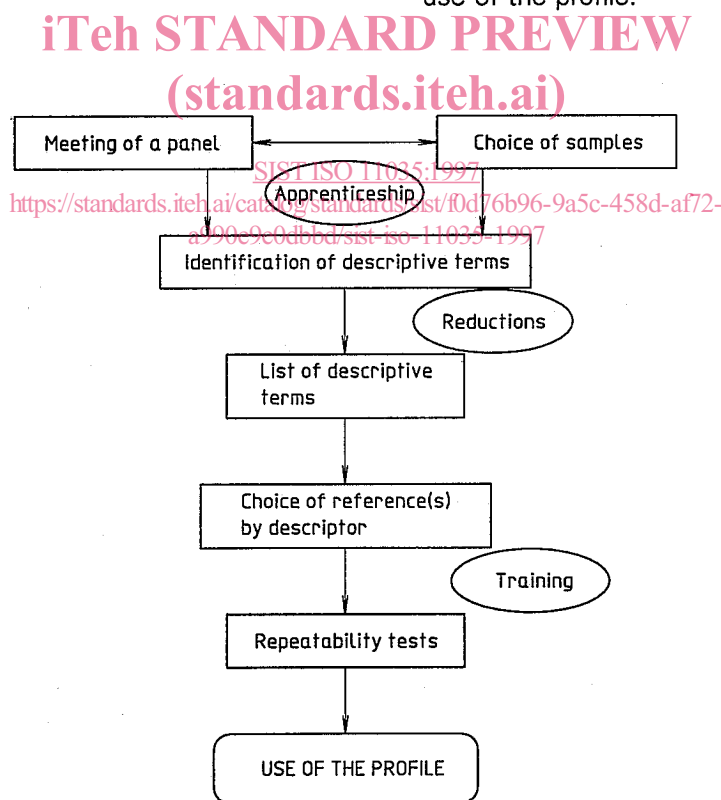 use of the profile.
iTeh STANDARD PREVIEW
(standards.iteh.ai)
Meeting of a panel
Choice of samples
SIST ISO 11035:1997
Apprenticeship
https://standards.iteh.ai/catalog/standards/sist/f0d76b96-9a5c-458d-af72-
a990e9c0dbbd/sist-iso-11035-1997
Identification of descriptive terms
Reductions
List of descriptive
terms
Choice of reference(s)
by descriptor
Training
Repeatability tests
USE OF THE PROFILE